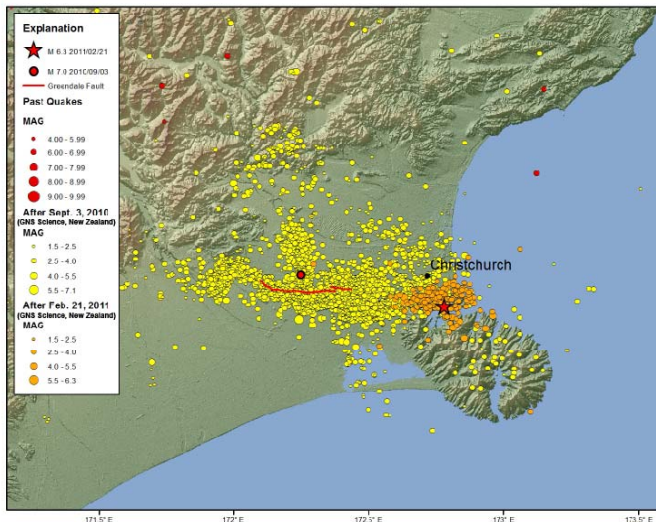 Explanation
M 6.3 2011/02/21
M 7.0 2010/09/03
Greendale Fault
Past Quakes
MAG
4.00 - 5.99
6.00 - 6.99
7.00 - 7.99
8.00 - 8.99
9.00 - 9.99
After Sept. 3, 2010
(GNS Science, New Zealand)
MAG
1.5 - 2.5
2.5 - 4.0
4.0 - 5.5
5.5 - 7.1
After Feb. 21, 2011
(GNS Science, New Zealand)
MAG
1.5 - 2.5
2.5 - 4.0
4.0 - 5.5
5.5 - 6.3
Christchurch
171.5° E
172° E
172.5° E
173° E
173.5° E